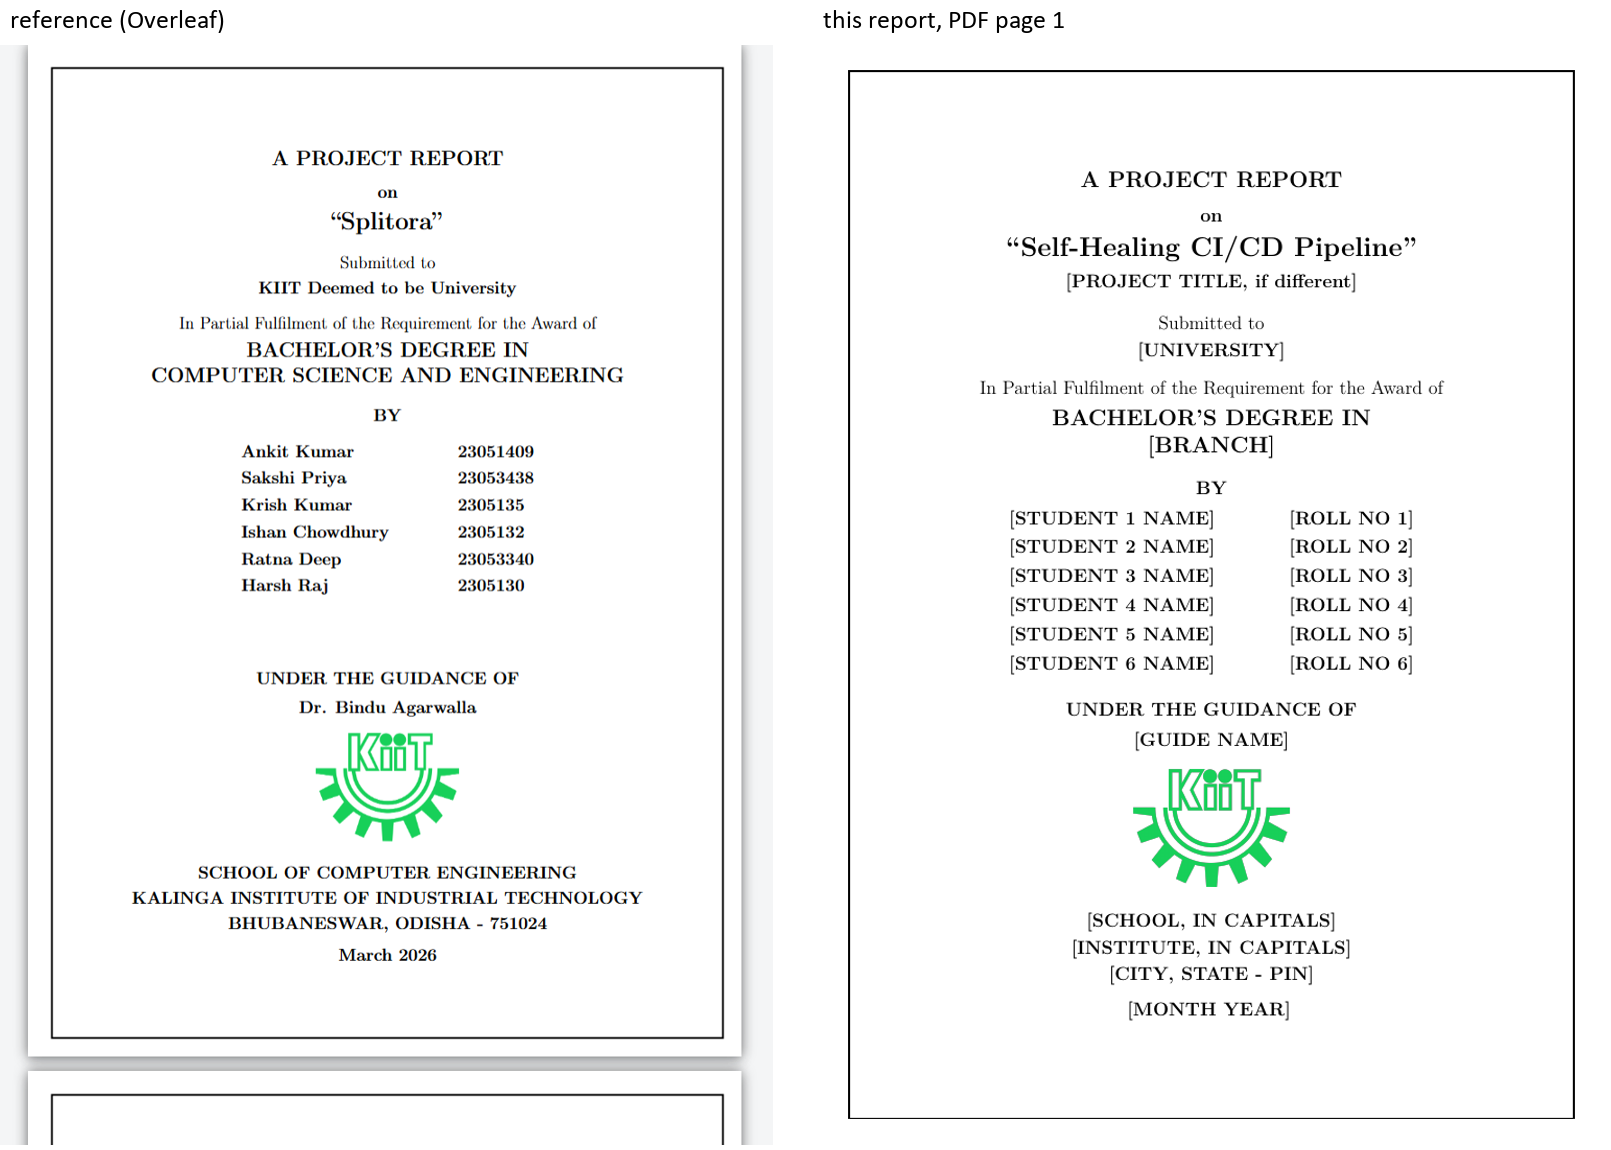 reference (Overleaf)
A PROJECT REPORT
on
“Splitora”
Submitted to
KIIT Deemed to be University
In Partial Fulfilment of the Requirement for the Award of
BACHELOR’S DEGREE IN
COMPUTER SCIENCE AND ENGINEERING
BY
Ankit Kumar 23051409
Sakshi Priya 23053438
Krish Kumar 2305135
Ishan Chowdhury 2305132
Ratna Deep 23053340
Harsh Raj 2305130
UNDER THE GUIDANCE OF
Dr. Bindu Agarwalla
KiiT
SCHOOL OF COMPUTER ENGINEERING
KALINGA INSTITUTE OF INDUSTRIAL TECHNOLOGY
BHUBANESWAR, ODISHA - 751024
March 2026
this report, PDF page 1
A PROJECT REPORT
on
“Self-Healing CI/CD Pipeline”
[PROJECT TITLE, if different]
Submitted to
[UNIVERSITY]
In Partial Fulfilment of the Requirement for the Award of
BACHELOR’S DEGREE IN
[BRANCH]
BY
[STUDENT 1 NAME] [ROLL NO 1]
[STUDENT 2 NAME] [ROLL NO 2]
[STUDENT 3 NAME] [ROLL NO 3]
[STUDENT 4 NAME] [ROLL NO 4]
[STUDENT 5 NAME] [ROLL NO 5]
[STUDENT 6 NAME] [ROLL NO 6]
UNDER THE GUIDANCE OF
[GUIDE NAME]
KiiT
[SCHOOL, IN CAPITALS]
[INSTITUTE, IN CAPITALS]
[CITY, STATE - PIN]
[MONTH YEAR]